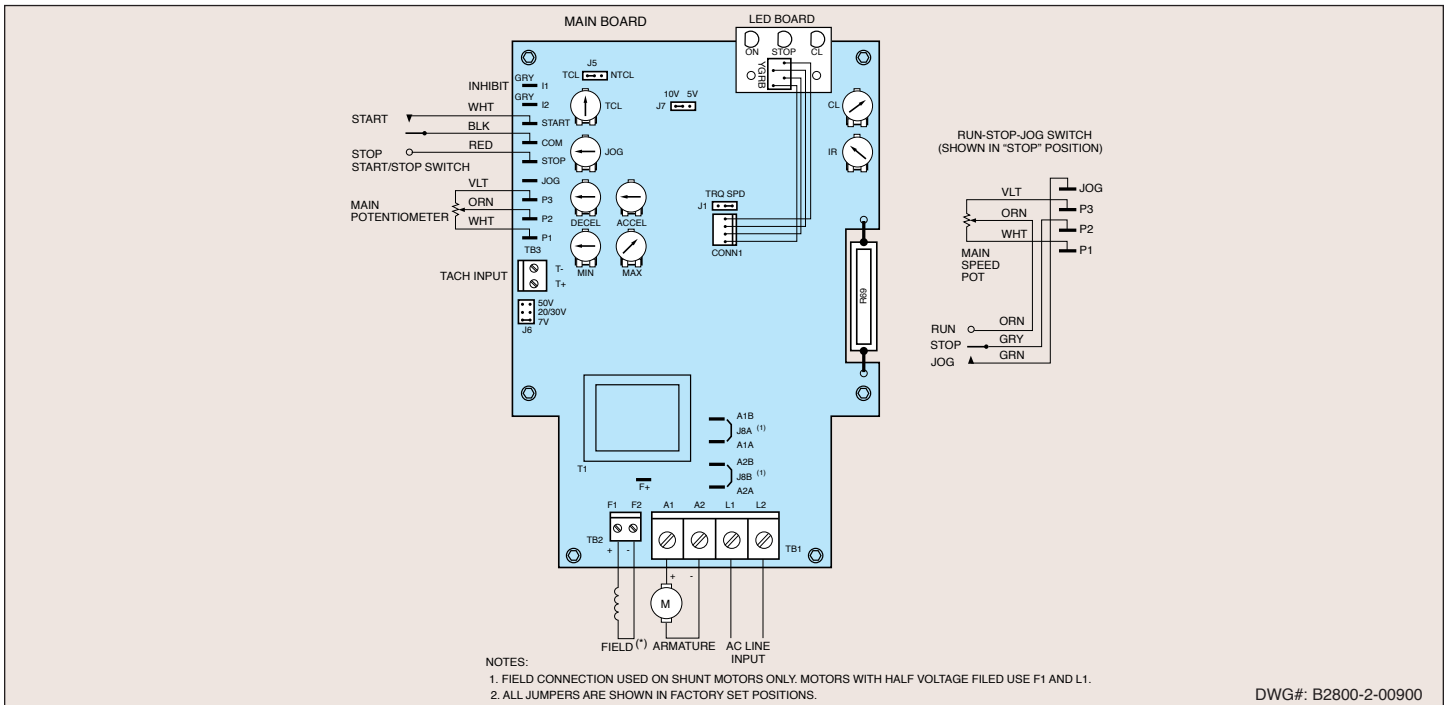 MAIN BOARD
LED BOARD
ON STOP CL
YGRB
J5
TCL NTCL
10V 5V
J7
INHIBIT
GRY
I1
GRY
I2
TCL
CL
START
WHT
START
BLK
COM
RED
STOP
STOP
START/STOP SWITCH
JOG
IR
JOG
VLT
P3
MAIN
POTENTIOMETER
ORN
P2
WHT
P1
DECEL ACCEL
TRQ SPD
J1
CONN1
MIN MAX
TB3
TACH INPUT
T-
T+
50V
20/30V
7V
J6
R69
RUN-STOP-JOG SWITCH
(SHOWN IN "STOP" POSITION)
JOG
VLT
P3
ORN
P2
WHT
P1
MAIN
SPEED
POT
RUN
ORN
STOP
GRY
JOG
GRN
T1
A1B
J8A (1)
A1A
A2B
J8B (1)
A2A
F+
F1 F2 A1 A2 L1 L2
TB2
TB1
+ -
+ -
M
FIELD (*) ARMATURE AC LINE
INPUT
NOTES:
1. FIELD CONNECTION USED ON SHUNT MOTORS ONLY. MOTORS WITH HALF VOLTAGE FILED USE F1 AND L1.
2. ALL JUMPERS ARE SHOWN IN FACTORY SET POSITIONS.
DWG#: B2800-2-00900